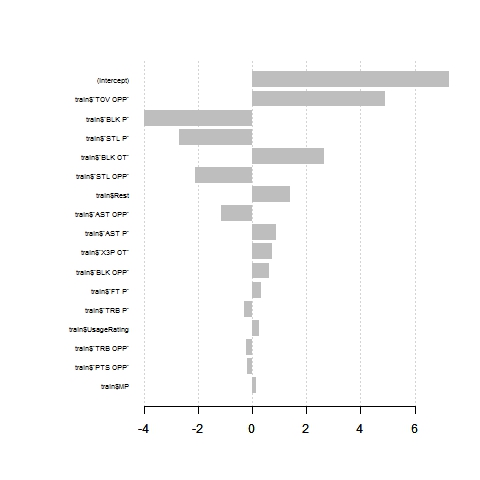 (Intercept)
train$`TOV OPP`
train$`BLK P`
train$`STL P`
train$`BLK OT`
train$`STL OPP`
train$Rest
train$`AST OPP`
train$`AST P`
train$`X3P OT`
train$`BLK OPP`
train$`FT P`
train$`TRB P`
train$UsageRating
train$`TRB OPP`
train$`PTS OPP`
train$MP
-4 -2 0 2 4 6